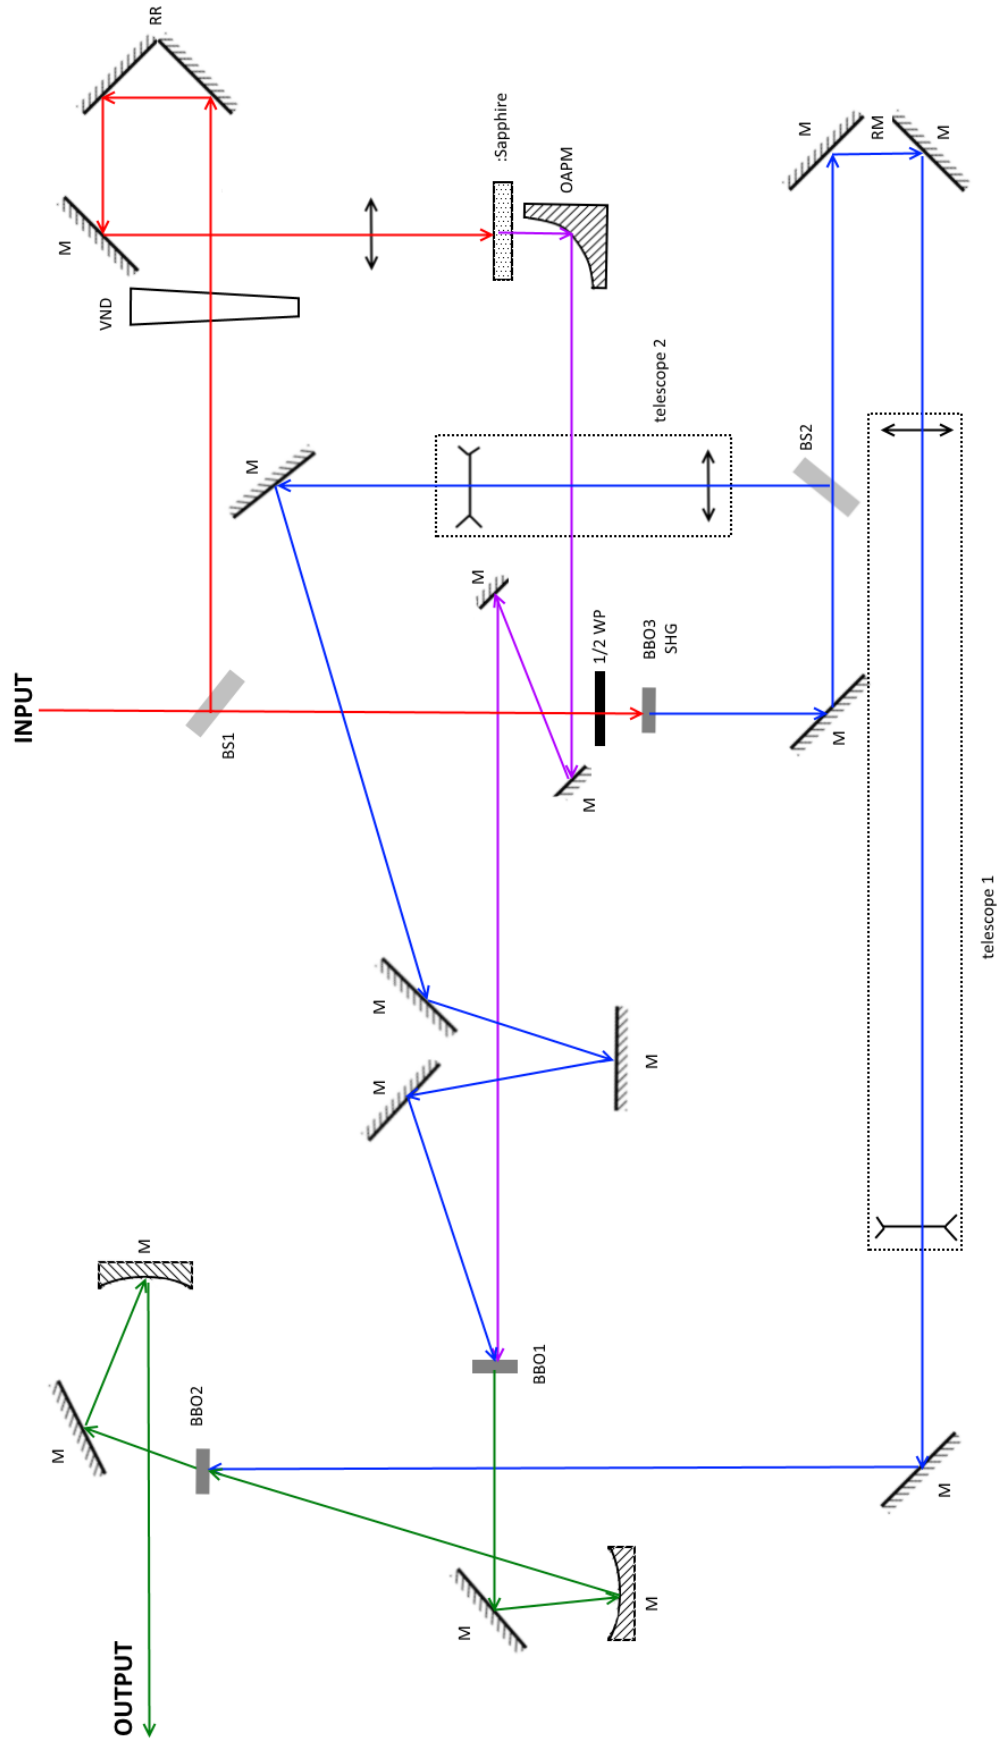 RR
M
VND
:Sapphire
OAPM
M
RM
M
telescope 2
BS2
M
M
INPUT
BS1
1/2 WP
BBO3
SHG
M
M
telescope 1
M
M
M
M
BBO1
BBO2
M
M
M
M
OUTPUT